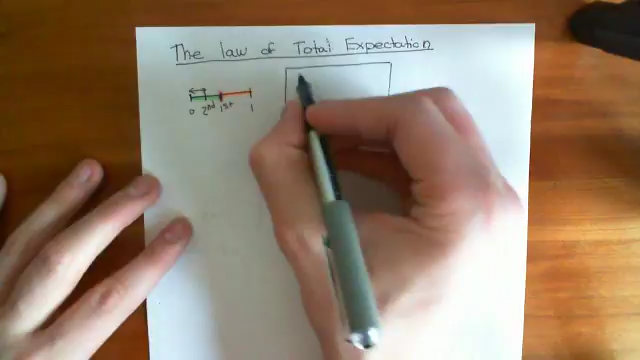 The law of Total Expectation
0 2nd 1st 1